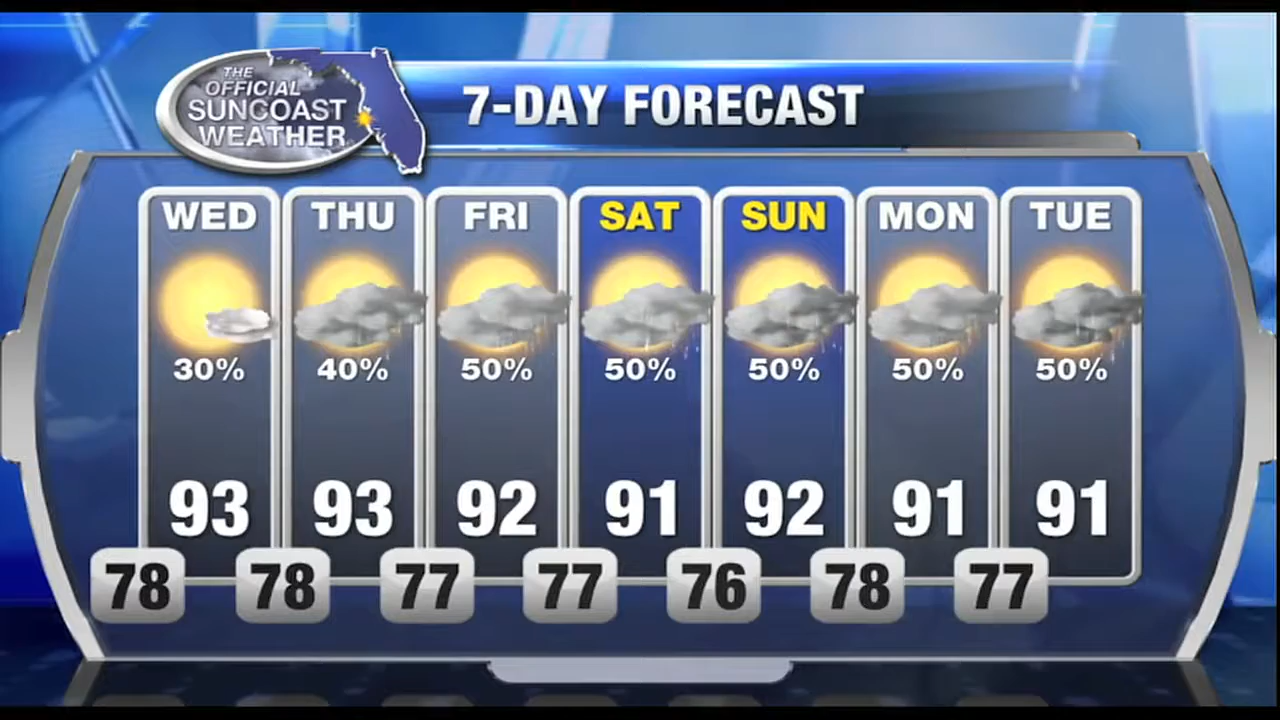 THE
OFFICIAL
SUNCOAST
WEATHER
7-DAY FORECAST
WED THU FRI SAT SUN MON TUE
30% 40% 50% 50% 50% 50% 50%
93 93 92 91 92 91 91
78 78 77 77 76 78 77